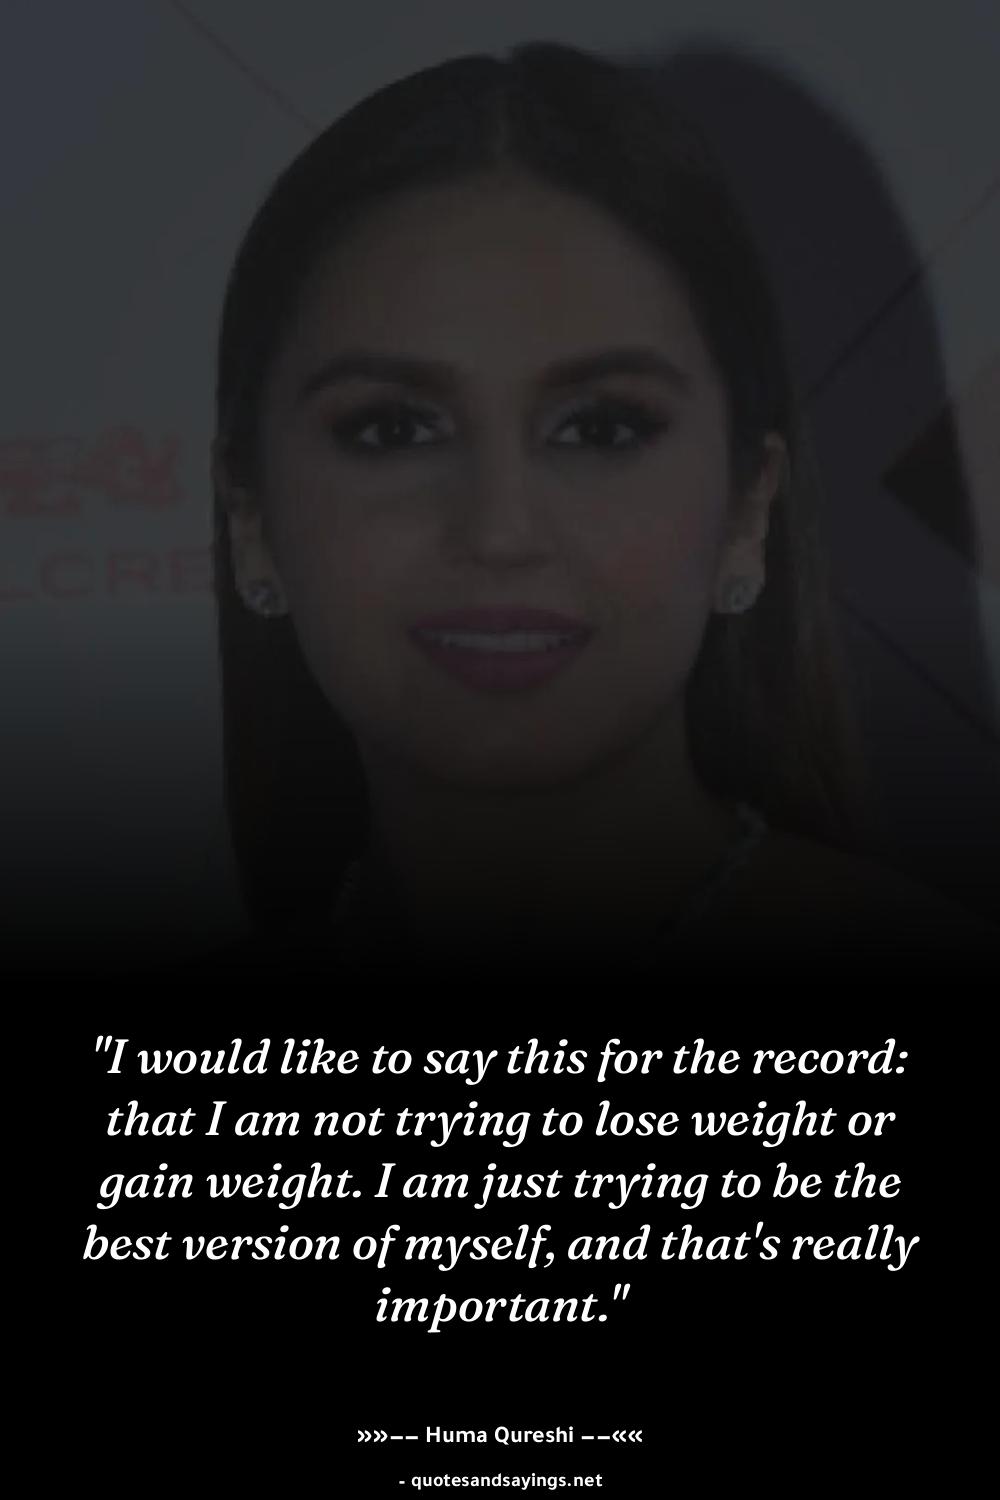 LCRE
"I would like to say this for the record:
that I am not trying to lose weight or
gain weight. I am just trying to be the
best version of myself, and that's really
important."
»»–– Huma Qureshi ––««
- quotesandsayings.net